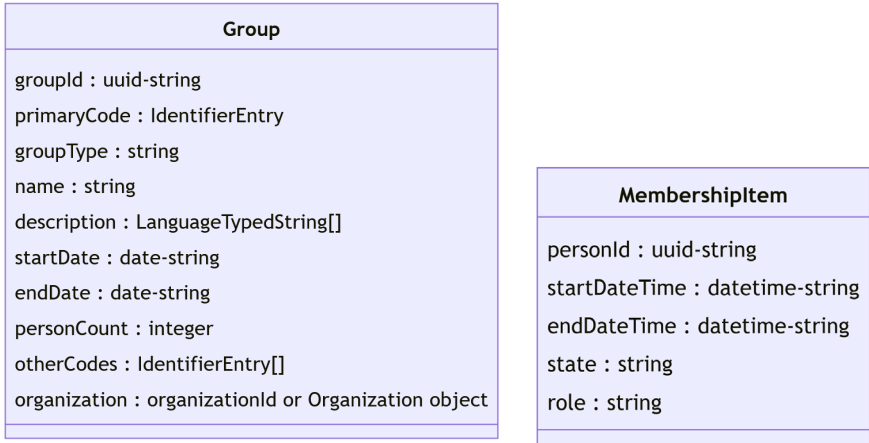 Group
groupId : uuid-string
primaryCode : IdentifierEntry
groupType : string
name : string
description : LanguageTypedString[]
startDate : date-string
endDate : date-string
personCount : integer
otherCodes : IdentifierEntry[]
organization : organizationId or Organization object
MembershipItem
personId : uuid-string
startDateTime : datetime-string
endDateTime : datetime-string
state : string
role : string